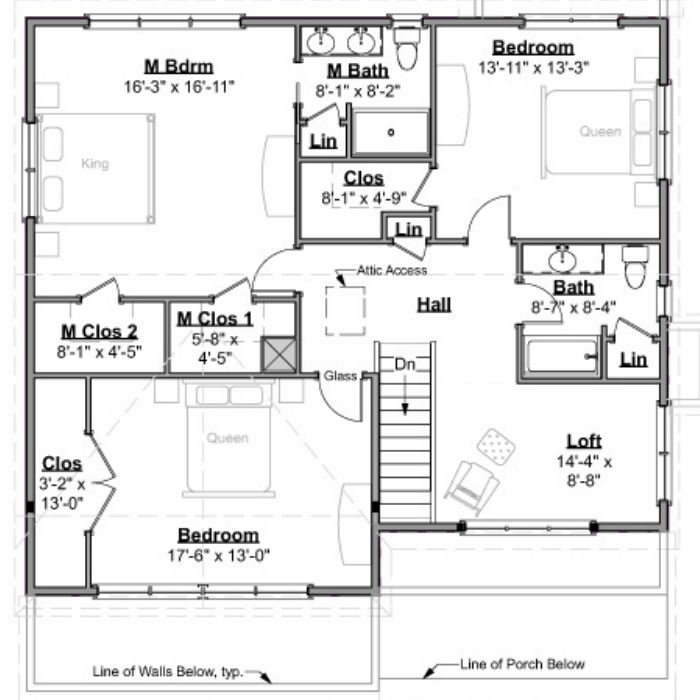 M Bdrm
16'-3" x 16'-11"
King
M Bath
8'-1" x 8'-2"
Lin
Bedroom
13'-11" x 13'-3"
Queen
Clos
8'-1" x 4'-9"
Lin
Attic Access
Hall
Bath
8'-7" x 8'-4"
Lin
M Clos 2
8'-1" x 4'-5"
M Clos 1
5'-8" x
4'-5"
Glass
Dn
Queen
Clos
3'-2" x
13'-0"
Bedroom
17'-6" x 13'-0"
Loft
14'-4" x
8'-8"
Line of Walls Below, typ.
Line of Porch Below